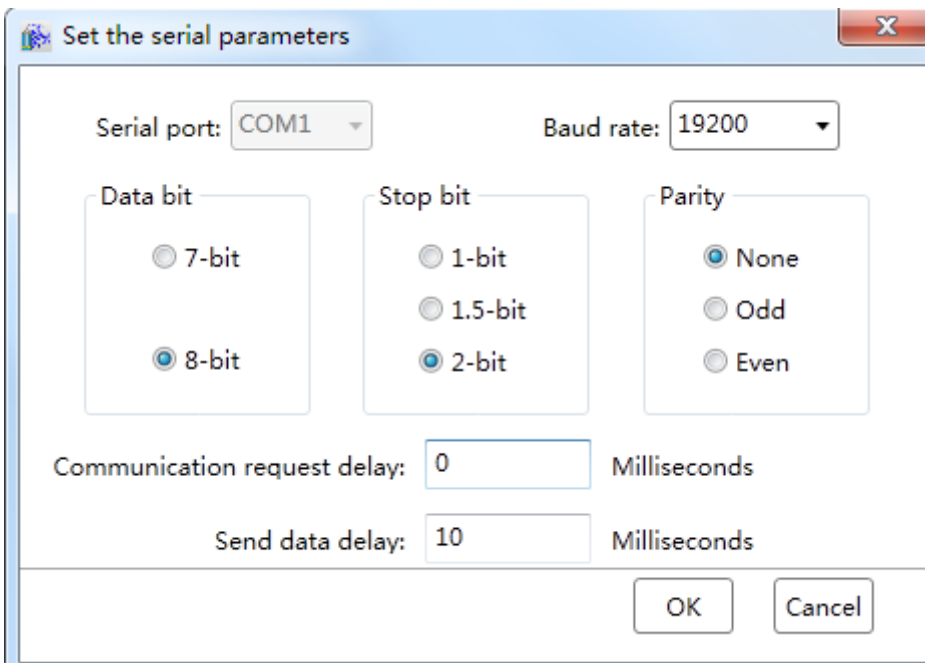 Set the serial parameters
Serial port: COM1 Baud rate: 19200
Data bit Stop bit Parity
7-bit 1-bit None
1.5-bit Odd
8-bit 2-bit Even
Communication request delay: 0 Milliseconds
Send data delay: 10 Milliseconds
OK Cancel